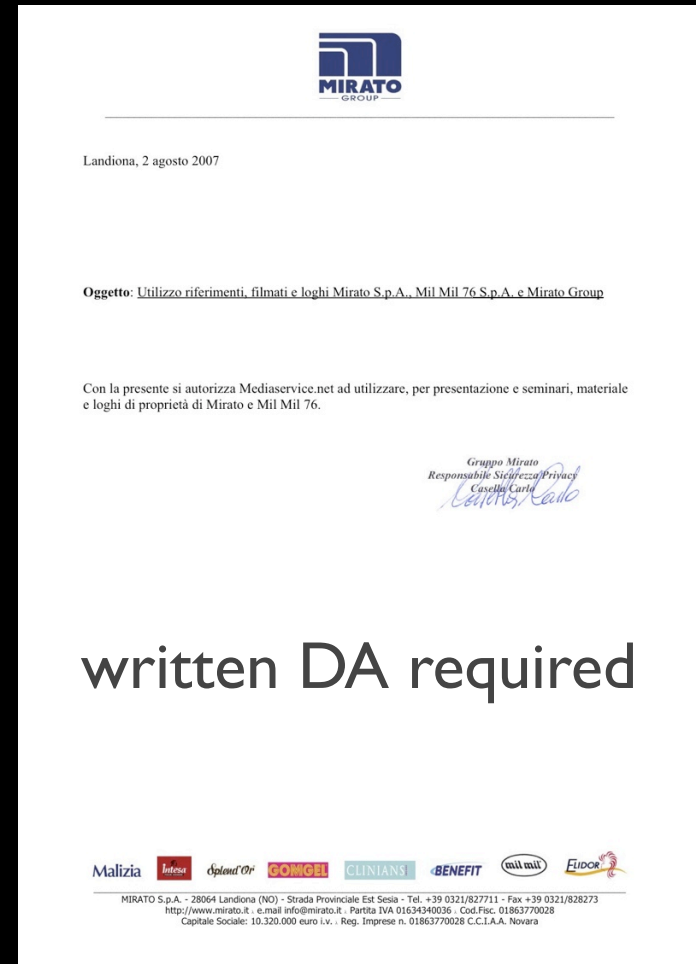 MIRATO
GROUP
Landiona, 2 agosto 2007
Oggetto: Utilizzo riferimenti, filmati e loghi Mirato S.p.A., Mil Mil 76 S.p.A. e Mirato Group
Con la presente si autorizza Mediaservice.net ad utilizzare, per presentazione e seminari, materiale
e loghi di proprietà di Mirato e Mil Mil 76.
Gruppo Mirato
Responsabile Sicurezza Privacy
Casella Carlo
Casella Carlo
written DA required
Malizia Intesa Splend'Or GOMGEL CLINIANS BENEFIT mil mil ELIDOR
MIRATO S.p.A. - 28064 Landiona (NO) - Strada Provinciale Est Sesia - Tel. +39 0321/827711 - Fax +39 0321/828273
http://www.mirato.it - e.mail info@mirato.it - Partita IVA 01634340036 - Cod.Fisc. 01863770028
Capitale Sociale: 10.320.000 euro i.v. - Reg. Imprese n. 01863770028 C.C.I.A.A. Novara